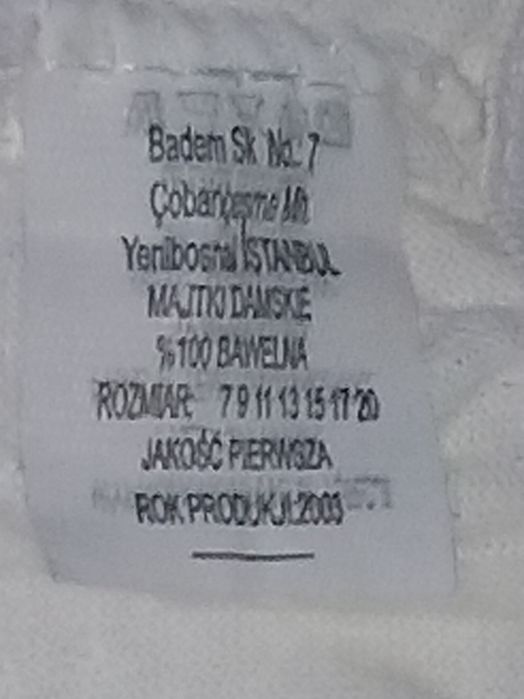 Badem Sk No.: 7
Çobançeşme Mh.
Yenibosna/ İSTANBUL
MAJTKI DAMSKIE
%100 BAWELNA
ROZMIAR: 7 9 11 13 15 17 20
JAKOŚĆ PIERWSZA
ROK PRODUKJI:2003